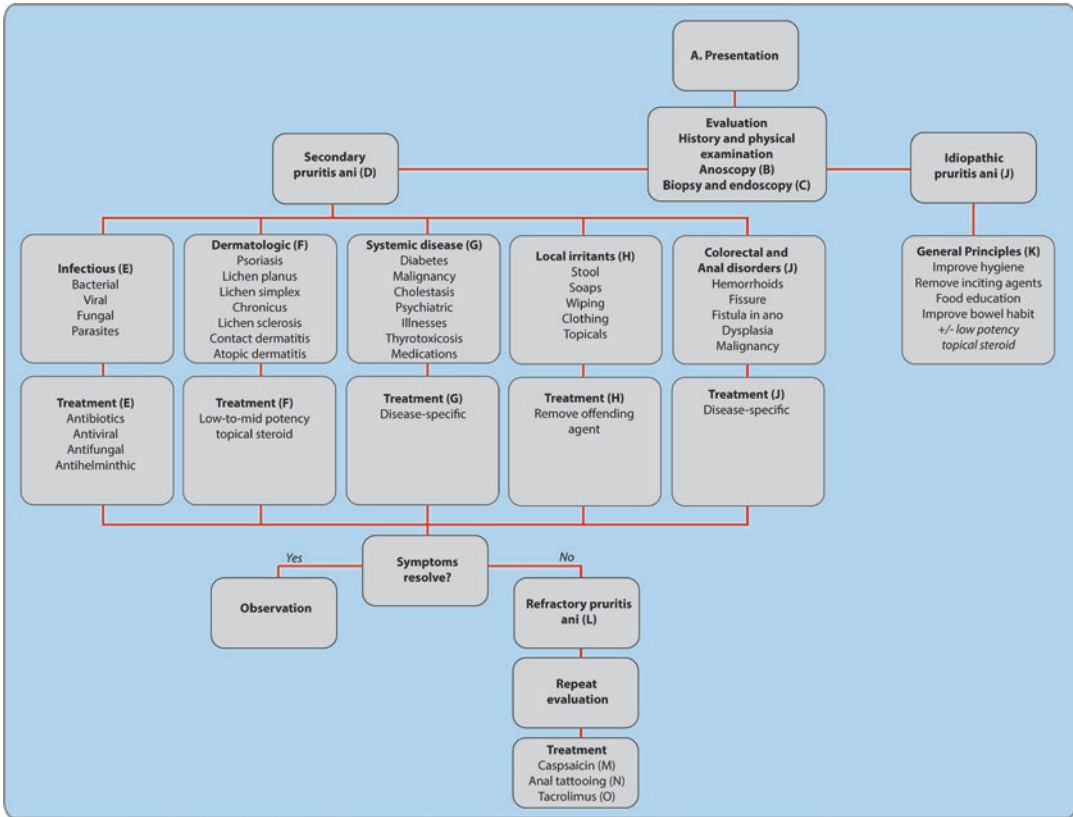 A. Presentation
Evaluation
History and physical
examination
Anoscopy (B)
Biopsy and endoscopy (C)
Secondary
pruritis ani (D)
Idiopathic
pruritis ani (J)
Infectious (E)
Bacterial
Viral
Fungal
Parasites
Dermatologic (F)
Psoriasis
Lichen planus
Lichen simplex
Chronicus
Lichen sclerosis
Contact dermatitis
Atopic dermatitis
Systemic disease (G)
Diabetes
Malignancy
Cholestasis
Psychiatric
Illnesses
Thyrotoxicosis
Medications
Local irritants (H)
Stool
Soaps
Wiping
Clothing
Topicals
Colorectal and
Anal disorders (J)
Hemorrhoids
Fissure
Fistula in ano
Dysplasia
Malignancy
General Principles (K)
Improve hygiene
Remove inciting agents
Food education
Improve bowel habit
+/- low potency
topical steroid
Treatment (E)
Antibiotics
Antiviral
Antifungal
Antihelminthic
Treatment (F)
Low-to-mid potency
topical steroid
Treatment (G)
Disease-specific
Treatment (H)
Remove offending
agent
Treatment (J)
Disease-specific
Symptoms
resolve?
Yes
No
Observation
Refractory pruritis
ani (L)
Repeat
evaluation
Treatment
Caspsaicin (M)
Anal tattooing (N)
Tacrolimus (O)